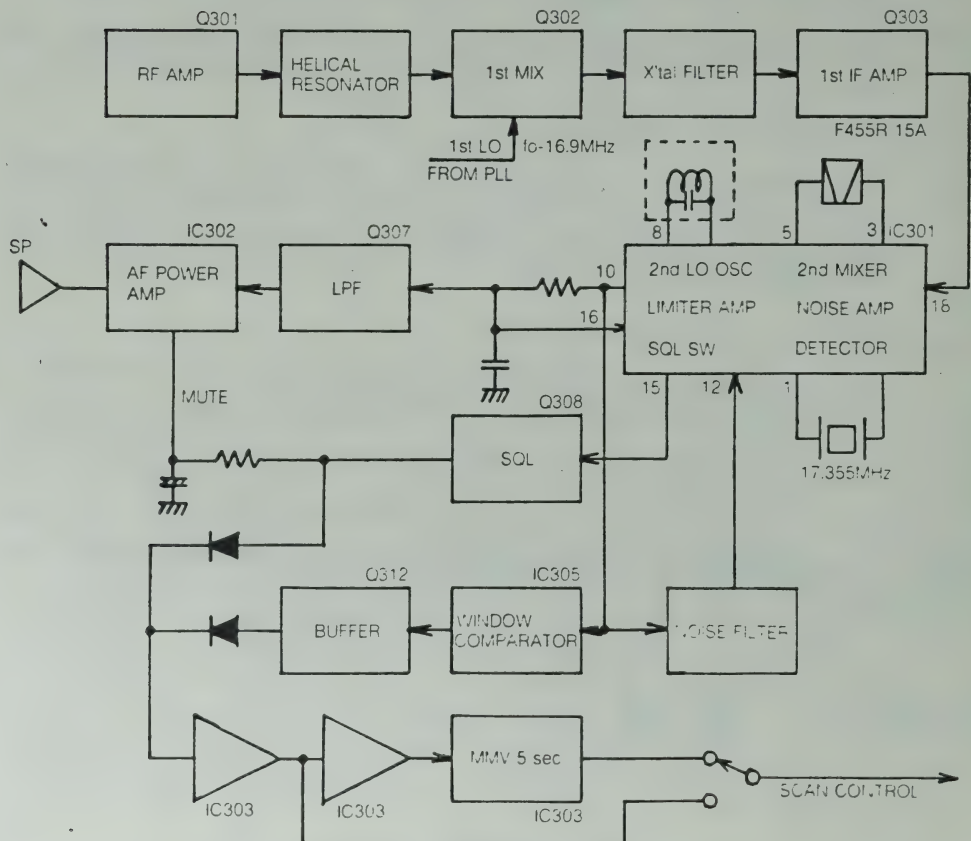 Q301
Q302
Q303
RF AMP
HELICAL
RESONATOR
1st MIX
X'tal FILTER
1st IF AMP
F455R 15A
1st LO
fo-16.9MHz
FROM PLL
SP
IC302
Q307
8
5
3
IC301
AF POWER
AMP
LPF
10
16
2nd LO OSC
2nd MIXER
LIMITER AMP
NOISE AMP
SQL SW
DETECTOR
18
MUTE
15
12
1
Q308
SQL
17.355MHz
Q312
IC305
BUFFER
WINDOW
COMPARATOR
NOISE FILTER
MMV 5 sec
IC303
IC303
IC303
SCAN CONTROL